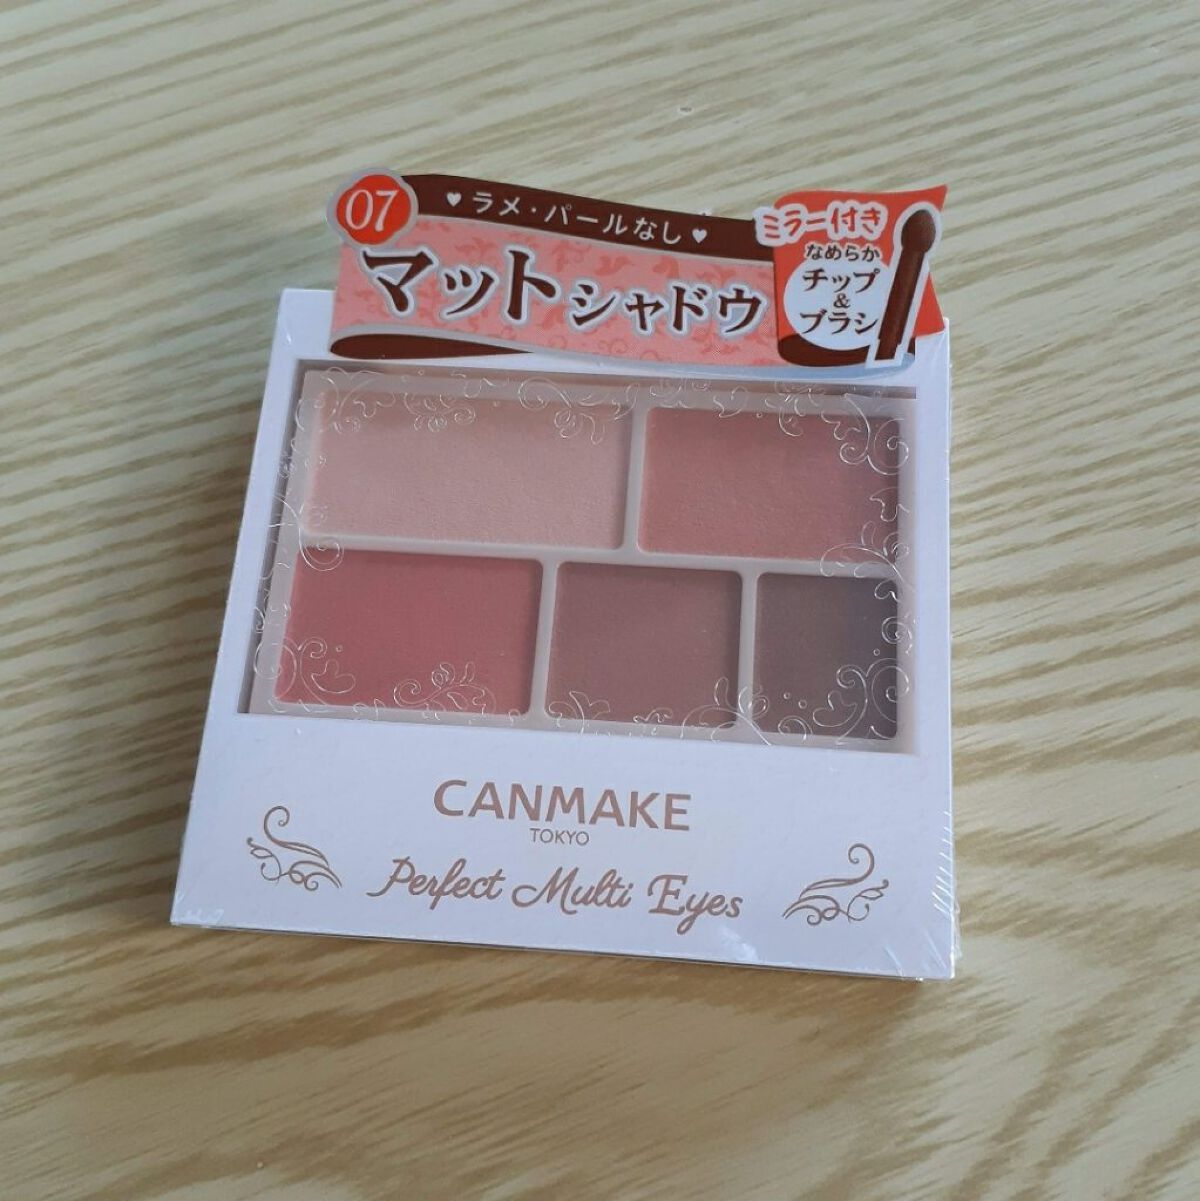 07
♥ラメ・パールなし♥
マットシャドウ
ミラー付き
なめらか
チップ
&
ブラシ
CANMAKE
TOKYO
Perfect Multi Eyes